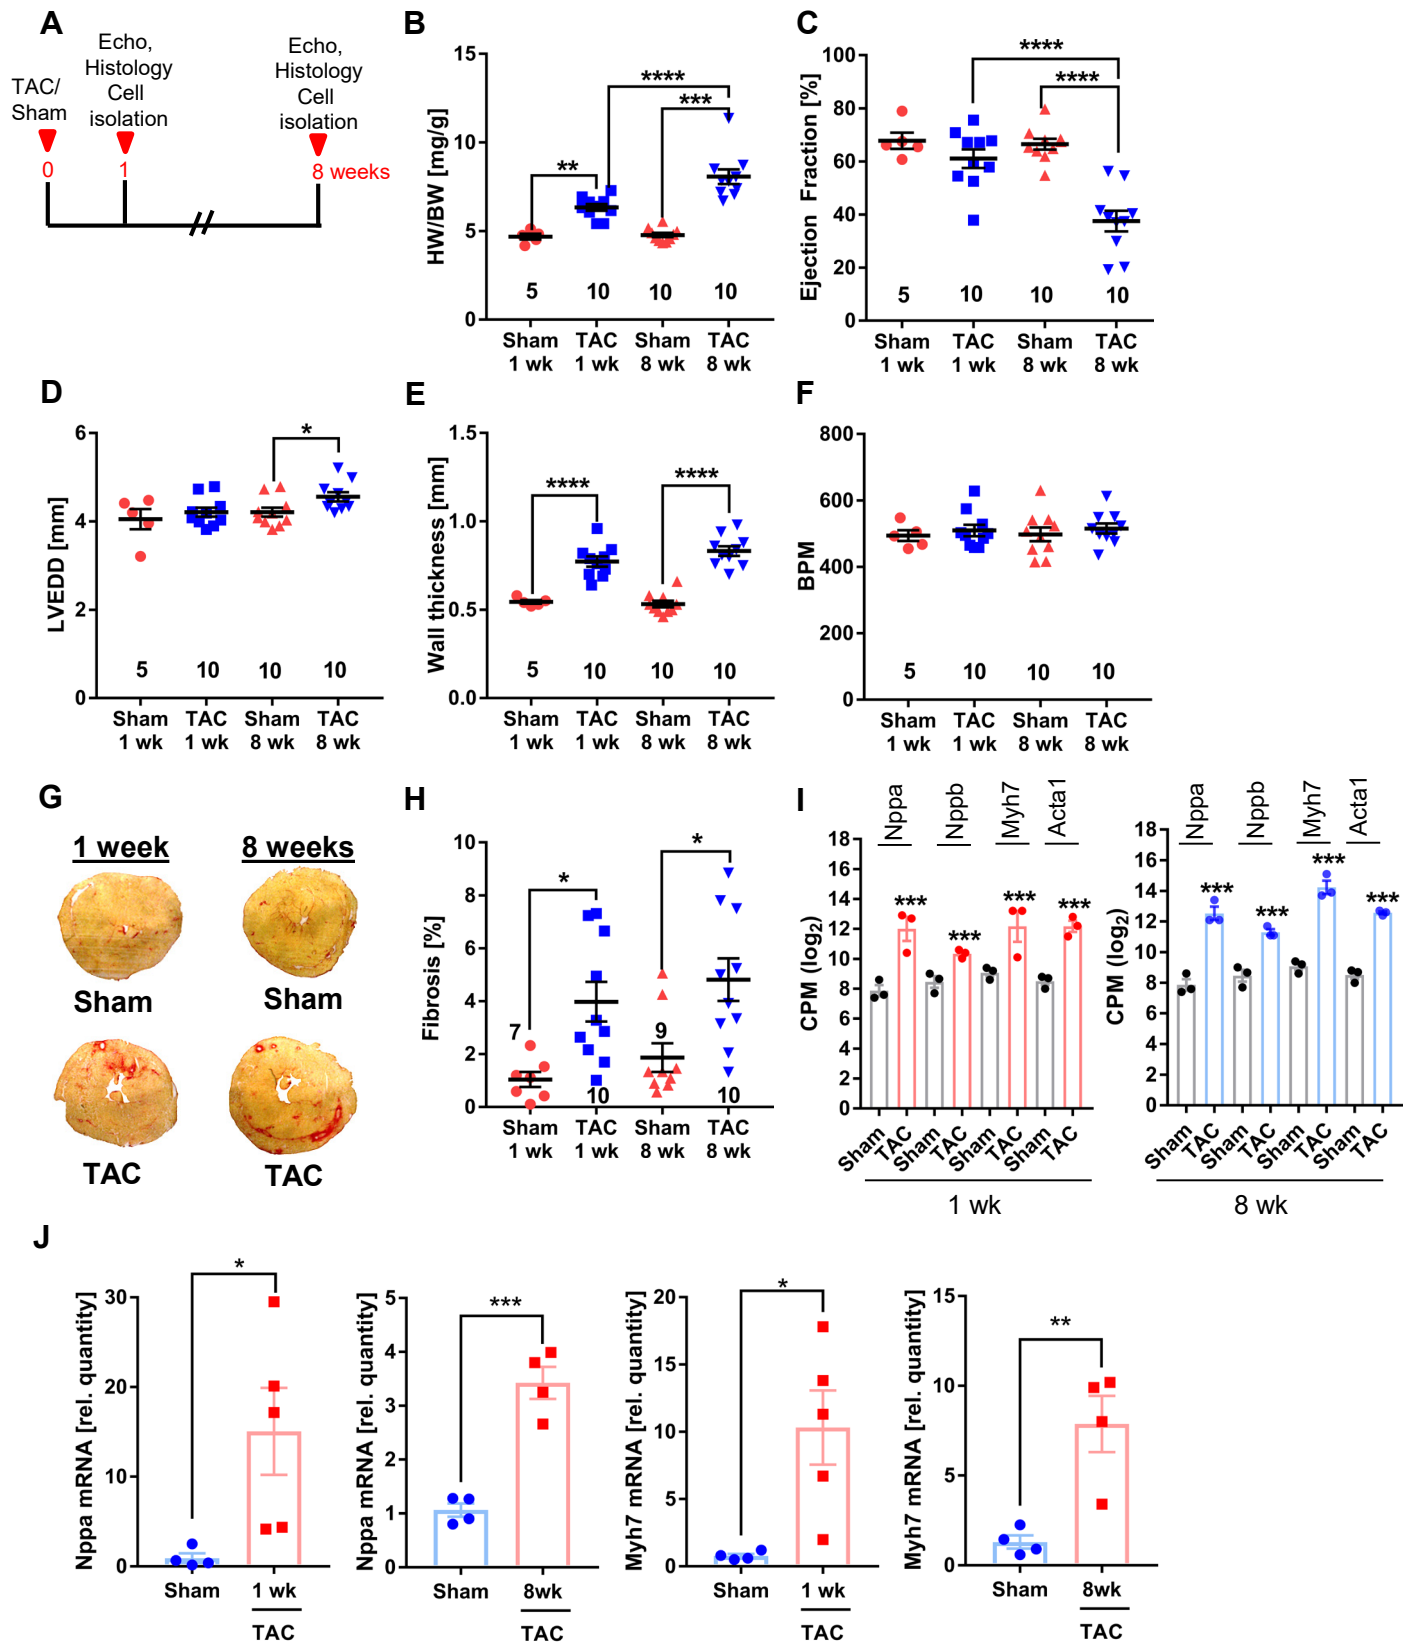 A
TAC/
Sham
Echo,
Histology
Cell
isolation
Echo,
Histology
Cell
isolation
0
1
8 weeks
B
HW/BW [mg/g]
15
10
5
0
**
****
***
5
10
10
10
Sham
1 wk
TAC
1 wk
Sham
8 wk
TAC
8 wk
C
Ejection Fraction [%]
100
80
60
40
20
0
****
****
5
10
10
10
Sham
1 wk
TAC
1 wk
Sham
8 wk
TAC
8 wk
D
LVEDD [mm]
6
4
2
0
*
5
10
10
10
Sham
1 wk
TAC
1 wk
Sham
8 wk
TAC
8 wk
E
Wall thickness [mm]
1.5
1.0
0.5
0.0
****
****
5
10
10
10
Sham
1 wk
TAC
1 wk
Sham
8 wk
TAC
8 wk
F
BPM
800
600
400
200
0
5
10
10
10
Sham
1 wk
TAC
1 wk
Sham
8 wk
TAC
8 wk
G
1 week
8 weeks
Sham
Sham
TAC
TAC
H
Fibrosis [%]
10
8
6
4
2
0
*
*
7
10
9
10
Sham
1 wk
TAC
1 wk
Sham
8 wk
TAC
8 wk
I
Nppa
Nppb
Myh7
Acta1
CPM (log2)
18
16
14
12
10
8
6
4
2
0
***
***
***
***
Sham
TAC
Sham
TAC
Sham
TAC
Sham
TAC
1 wk
Nppa
Nppb
Myh7
Acta1
CPM (log2)
18
16
14
12
10
8
6
4
2
0
***
***
***
***
Sham
TAC
Sham
TAC
Sham
TAC
Sham
TAC
8 wk
J
Nppa mRNA [rel. quantity]
30
20
10
0
*
Sham
1 wk
TAC
Nppa mRNA [rel. quantity]
5
4
3
2
1
0
***
Sham
8wk
TAC
Myh7 mRNA [rel. quantity]
20
15
10
5
0
*
Sham
1 wk
TAC
Myh7 mRNA [rel. quantity]
15
10
5
0
**
Sham
8wk
TAC